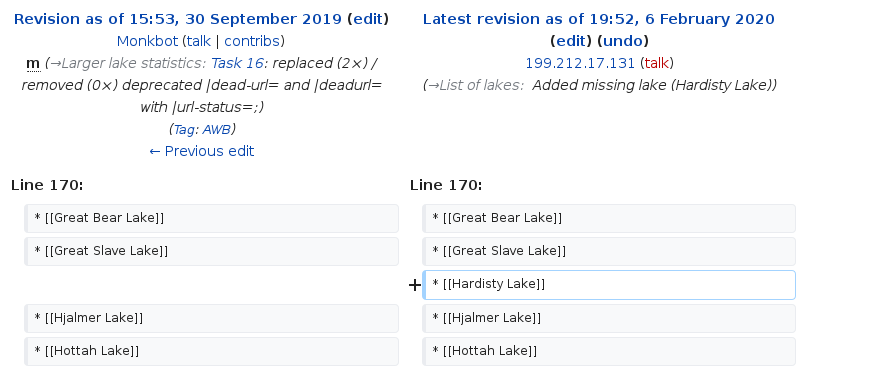 Revision as of 15:53, 30 September 2019 (edit)
Monkbot (talk | contribs)
m (→Larger lake statistics: Task 16: replaced (2×) /
removed (0×) deprecated |dead-url= and |deadurl=
with |url-status=;)
(Tag: AWB)
← Previous edit
Latest revision as of 19:52, 6 February 2020
(edit) (undo)
199.212.17.131 (talk)
(→List of lakes: Added missing lake (Hardisty Lake))
Line 170:
Line 170:
* [[Great Bear Lake]]
* [[Great Bear Lake]]
* [[Great Slave Lake]]
* [[Great Slave Lake]]
+ * [[Hardisty Lake]]
* [[Hjalmer Lake]]
* [[Hjalmer Lake]]
* [[Hottah Lake]]
* [[Hottah Lake]]